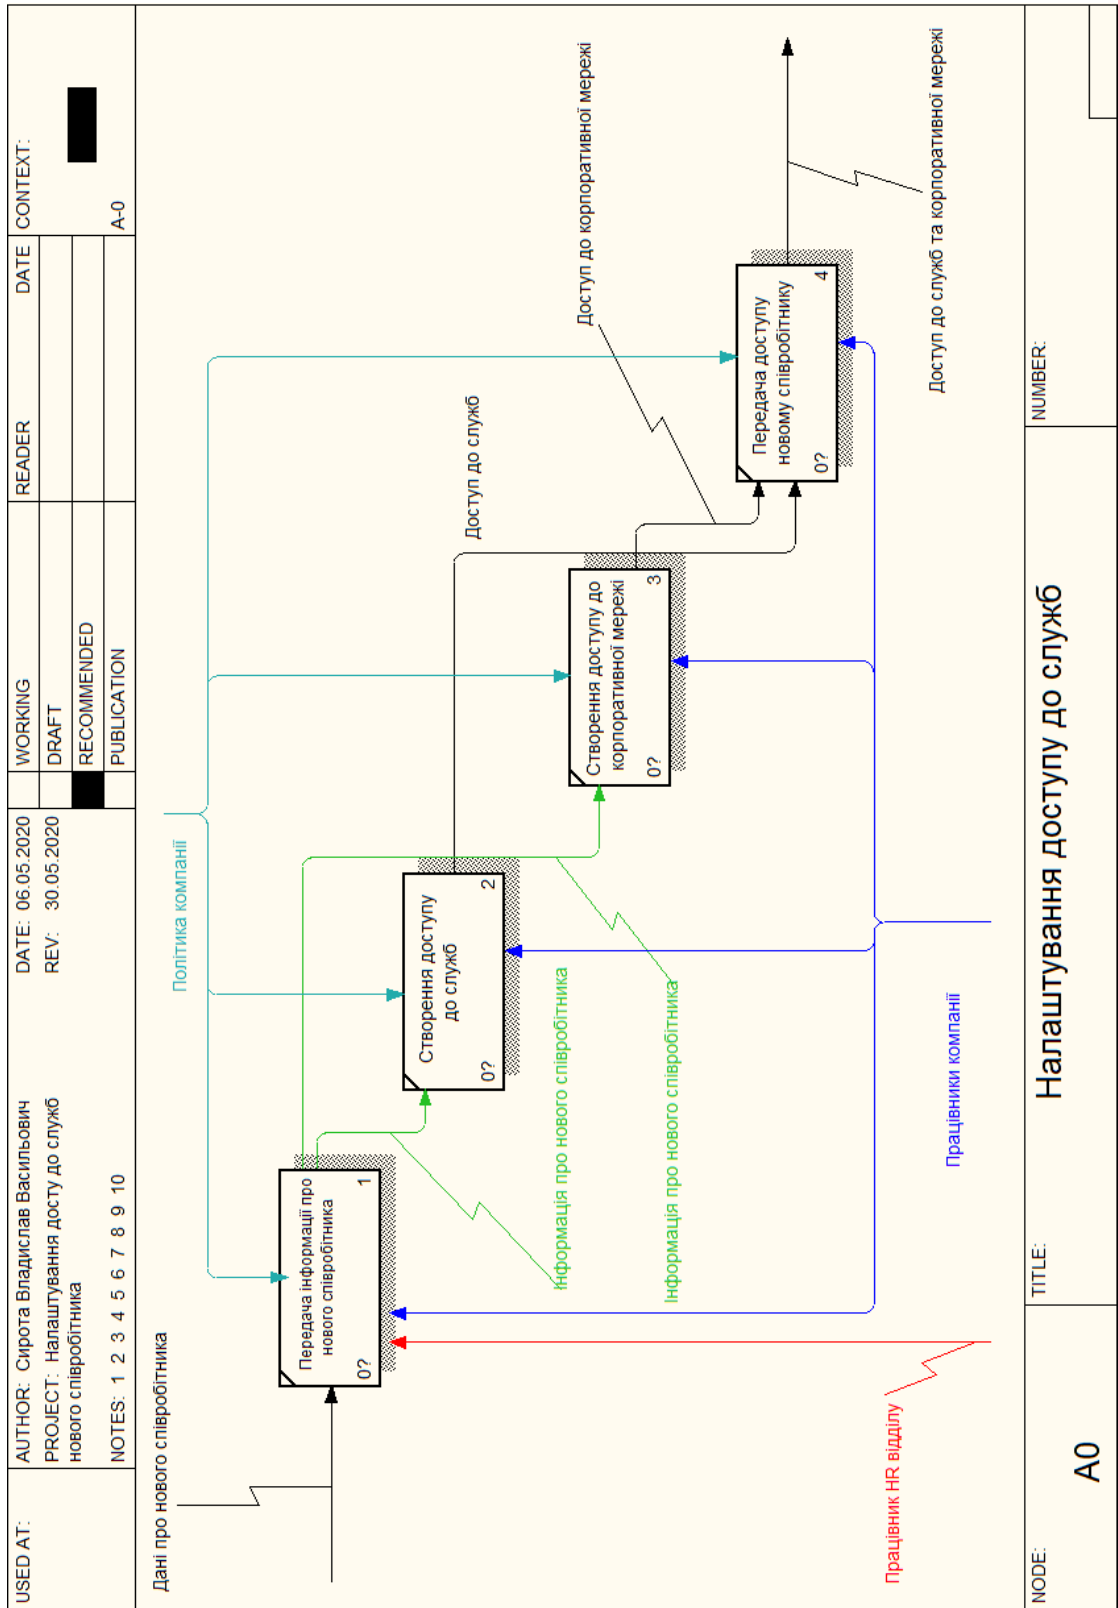 USED AT:
AUTHOR: Сирота Владислав Васильович
DATE: 06.05.2020
PROJECT: Налаштування досту до служб
REV: 30.05.2020
нового співробітника
NOTES: 1 2 3 4 5 6 7 8 9 10
WORKING
DRAFT
RECOMMENDED
PUBLICATION
READER
DATE
CONTEXT:
A-0
Дані про нового співробітника
Політика компанії
Передача інформації про
нового співробітника
0?
1
Створення доступу
до служб
0?
2
Доступ до служб
Створення доступу до
корпоративної мережі
0?
3
Доступ до корпоративної мережі
Передача доступу
новому співробітнику
0?
4
Інформація про нового співробітника
Інформація про нового співробітника
Доступ до служб та корпоративної мережі
Працівник HR відділу
Працівники компанії
NODE:
A0
TITLE:
Налаштування доступу до служб
NUMBER: